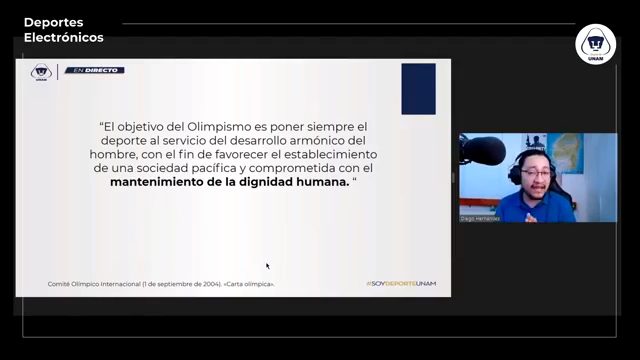 Deportes
Electrónicos
UNAM
UNAM
EN DIRECTO
“El objetivo del Olimpismo es poner siempre el
deporte al servicio del desarrollo armónico del
hombre, con el fin de favorecer el establecimiento
de una sociedad pacífica y comprometida con el
mantenimiento de la dignidad humana. “
Diego Hernández
Comité Olímpico Internacional (1 de septiembre de 2004). «Carta olímpica».
#SOYDEPORTEUNAM